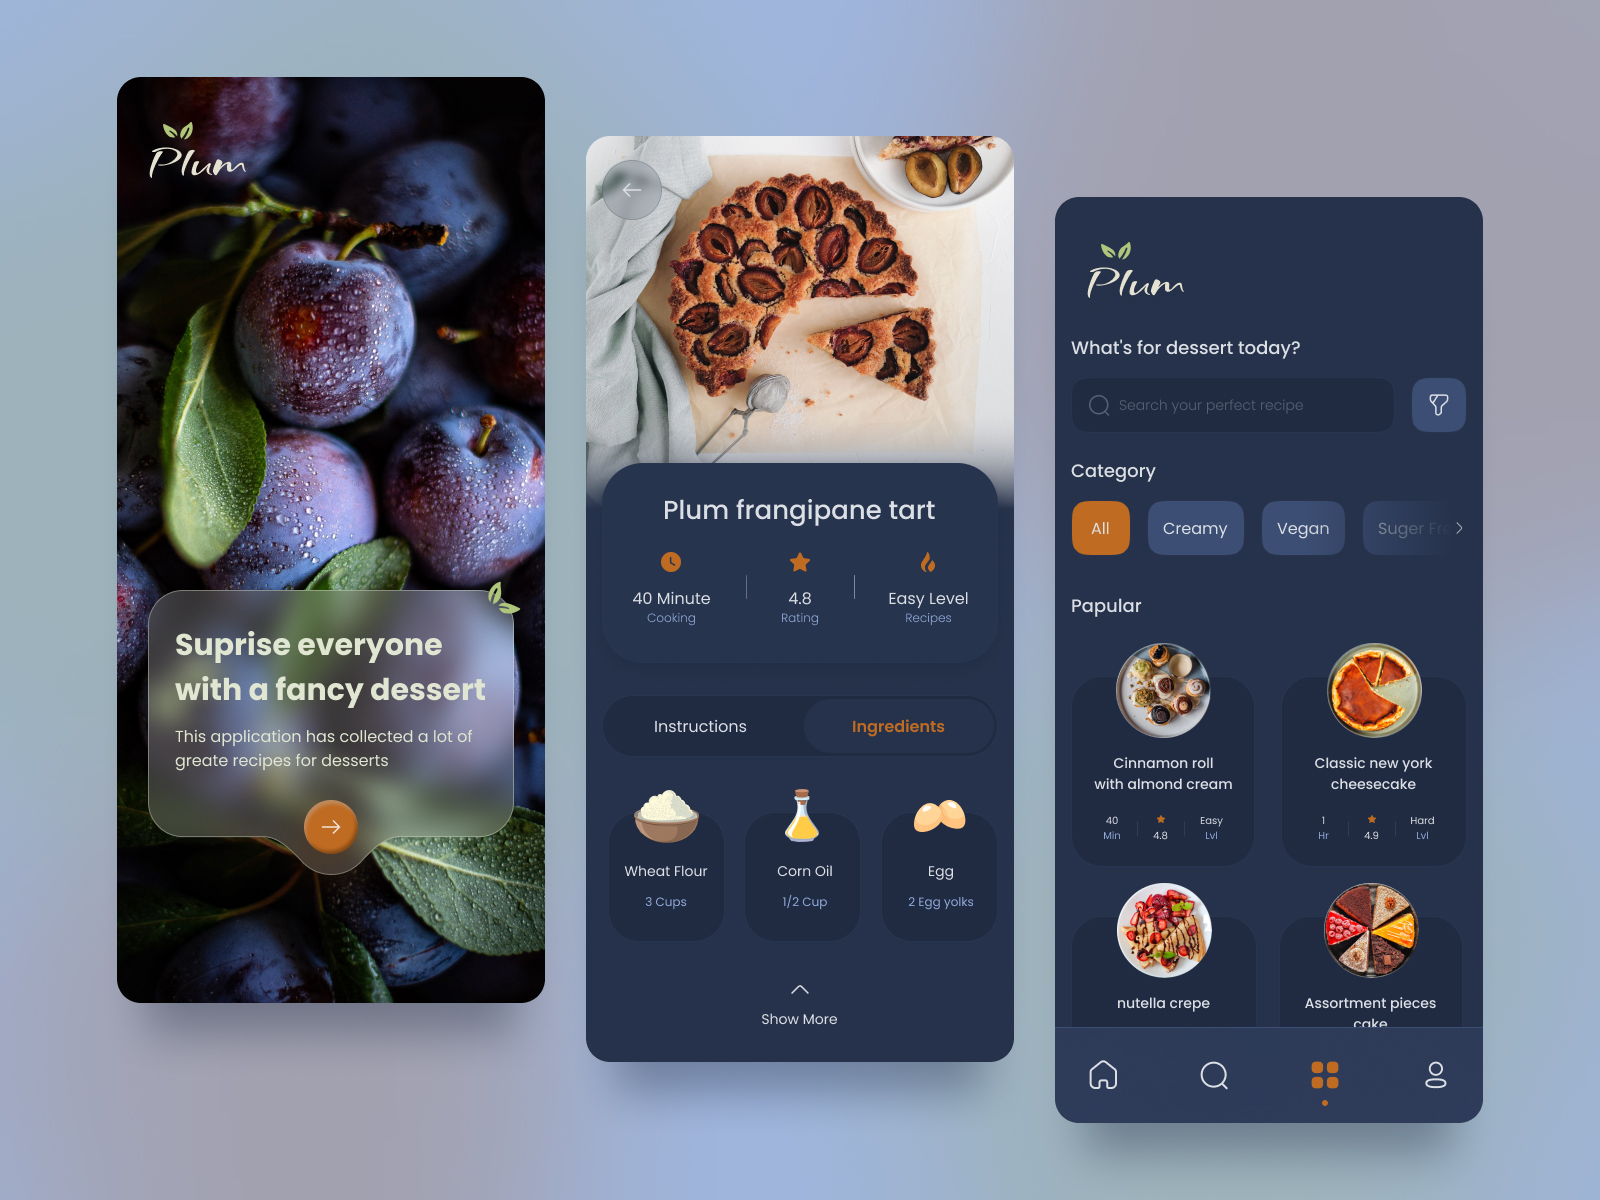 Plum
Suprise everyone
with a fancy dessert
This application has collected a lot of
greate recipes for desserts
Plum frangipane tart
40 Minute
Cooking
4.8
Rating
Easy Level
Recipes
Instructions
Ingredients
Wheat Flour
3 Cups
Corn Oil
1/2 Cup
Egg
2 Egg yolks
Show More
Plum
What's for dessert today?
Search your perfect recipe
Category
All
Creamy
Vegan
Suger Fre
Papular
Cinnamon roll
with almond cream
40
Min
4.8
Easy
Lvl
Classic new york
cheesecake
1
Hr
4.9
Hard
Lvl
nutella crepe
Assortment pieces
cake